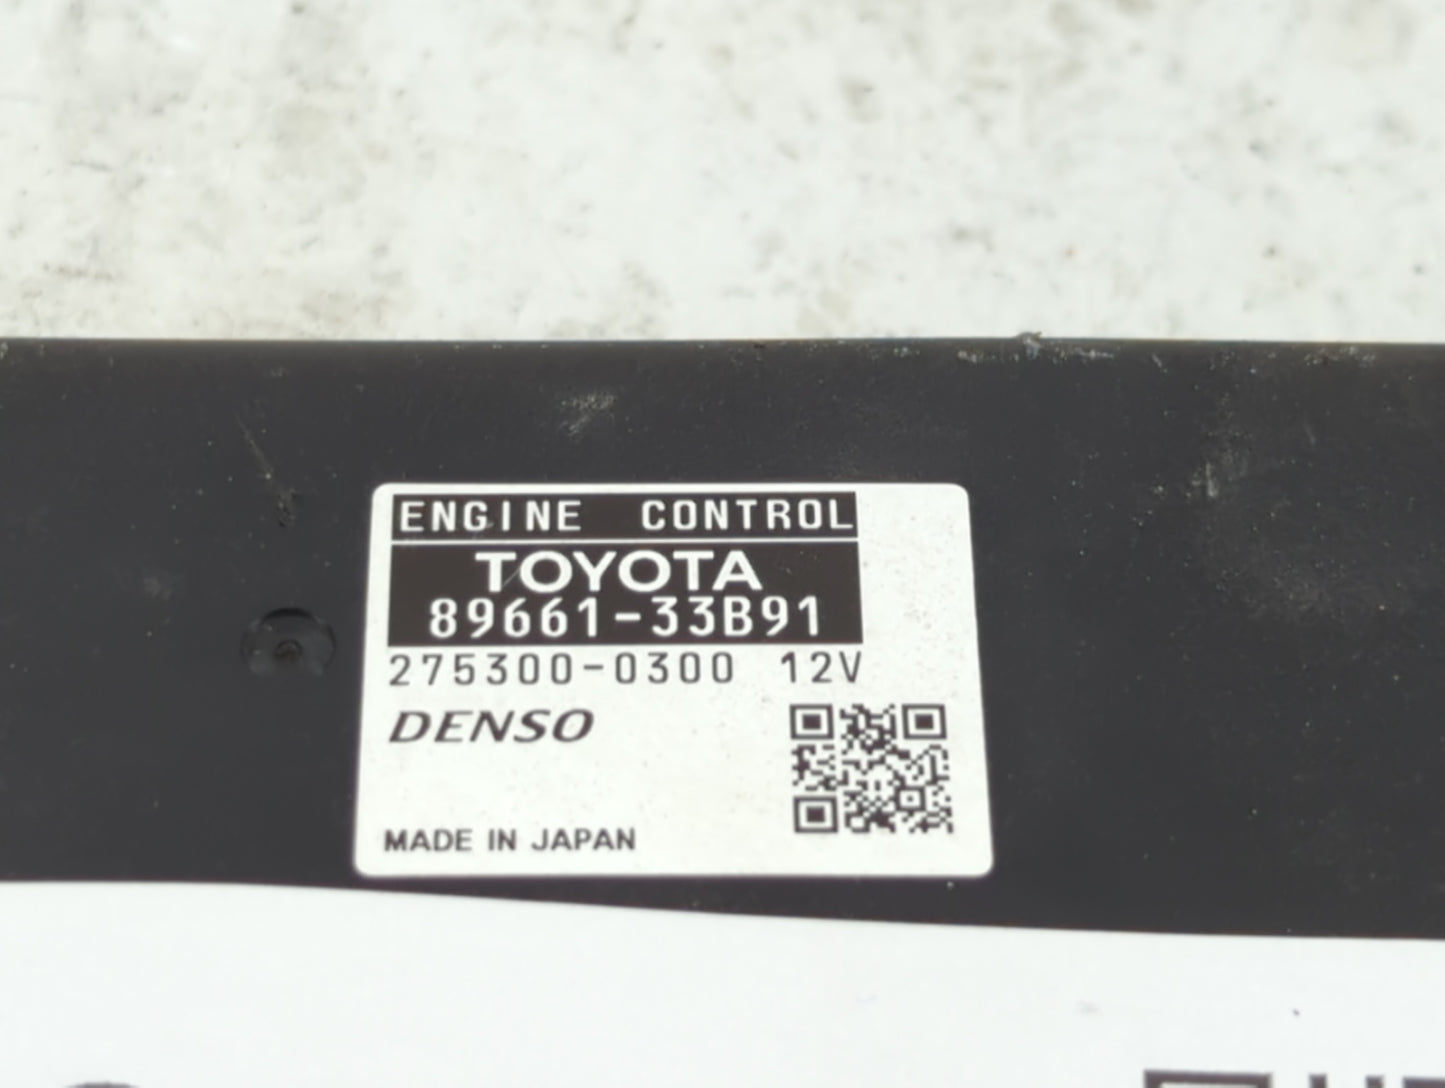 ENGINE CONTROL
TOYOTA
89661-33B91
275300-0300 12V
DENSO
MADE IN JAPAN